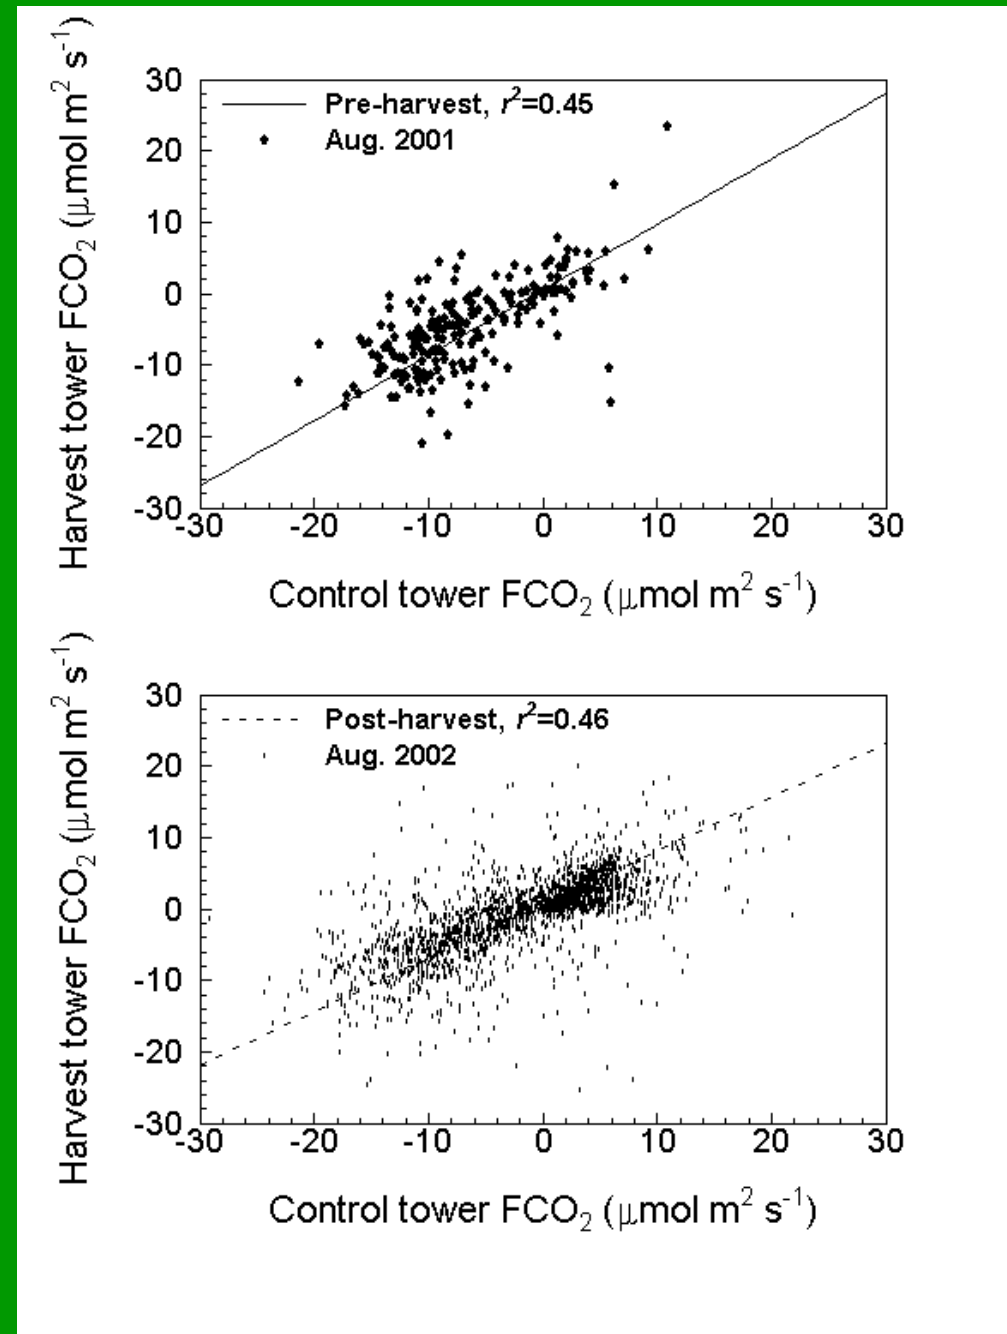 Harvest tower FCO₂ (μmol m² s⁻¹)
30
20
10
0
-10
-20
-30
Pre-harvest, r²=0.45
Aug. 2001
-30 -20 -10 0 10 20 30
Control tower FCO₂ (μmol m² s⁻¹)
Harvest tower FCO₂ (μmol m² s⁻¹)
30
20
10
0
-10
-20
-30
Post-harvest, r²=0.46
Aug. 2002
-30 -20 -10 0 10 20 30
Control tower FCO₂ (μmol m² s⁻¹)